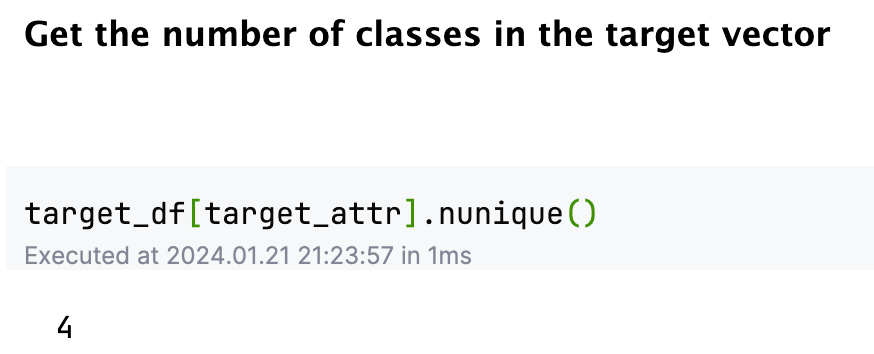 Get the number of classes in the target vector
target_df[target_attr].nunique()
Executed at 2024.01.21 21:23:57 in 1ms
4